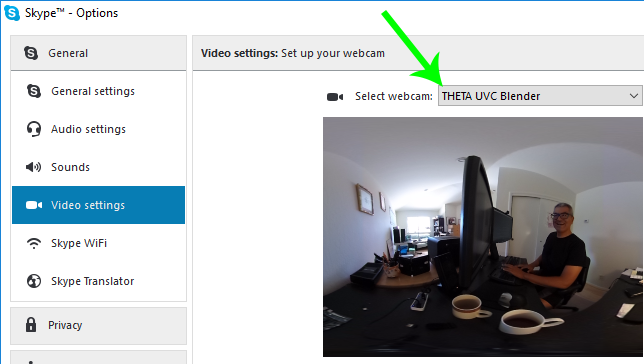 Skype™ - Options
General
General settings
Audio settings
Sounds
Video settings
Skype WiFi
Skype Translator
Privacy
Video settings: Set up your webcam
Select webcam: THETA UVC Blender